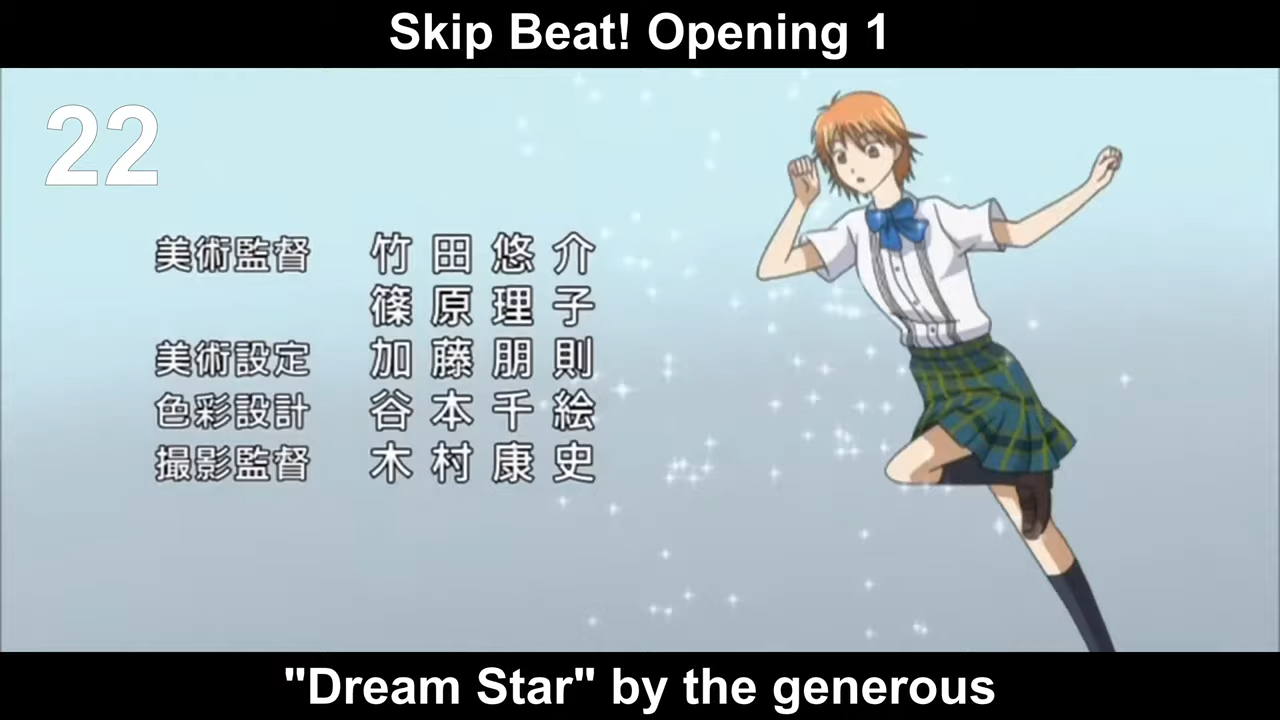 Skip Beat! Opening 1
22
美術監督 竹田悠介
篠原理子
美術設定 加藤朋則
色彩設計 谷本千絵
撮影監督 木村康史
"Dream Star" by the generous